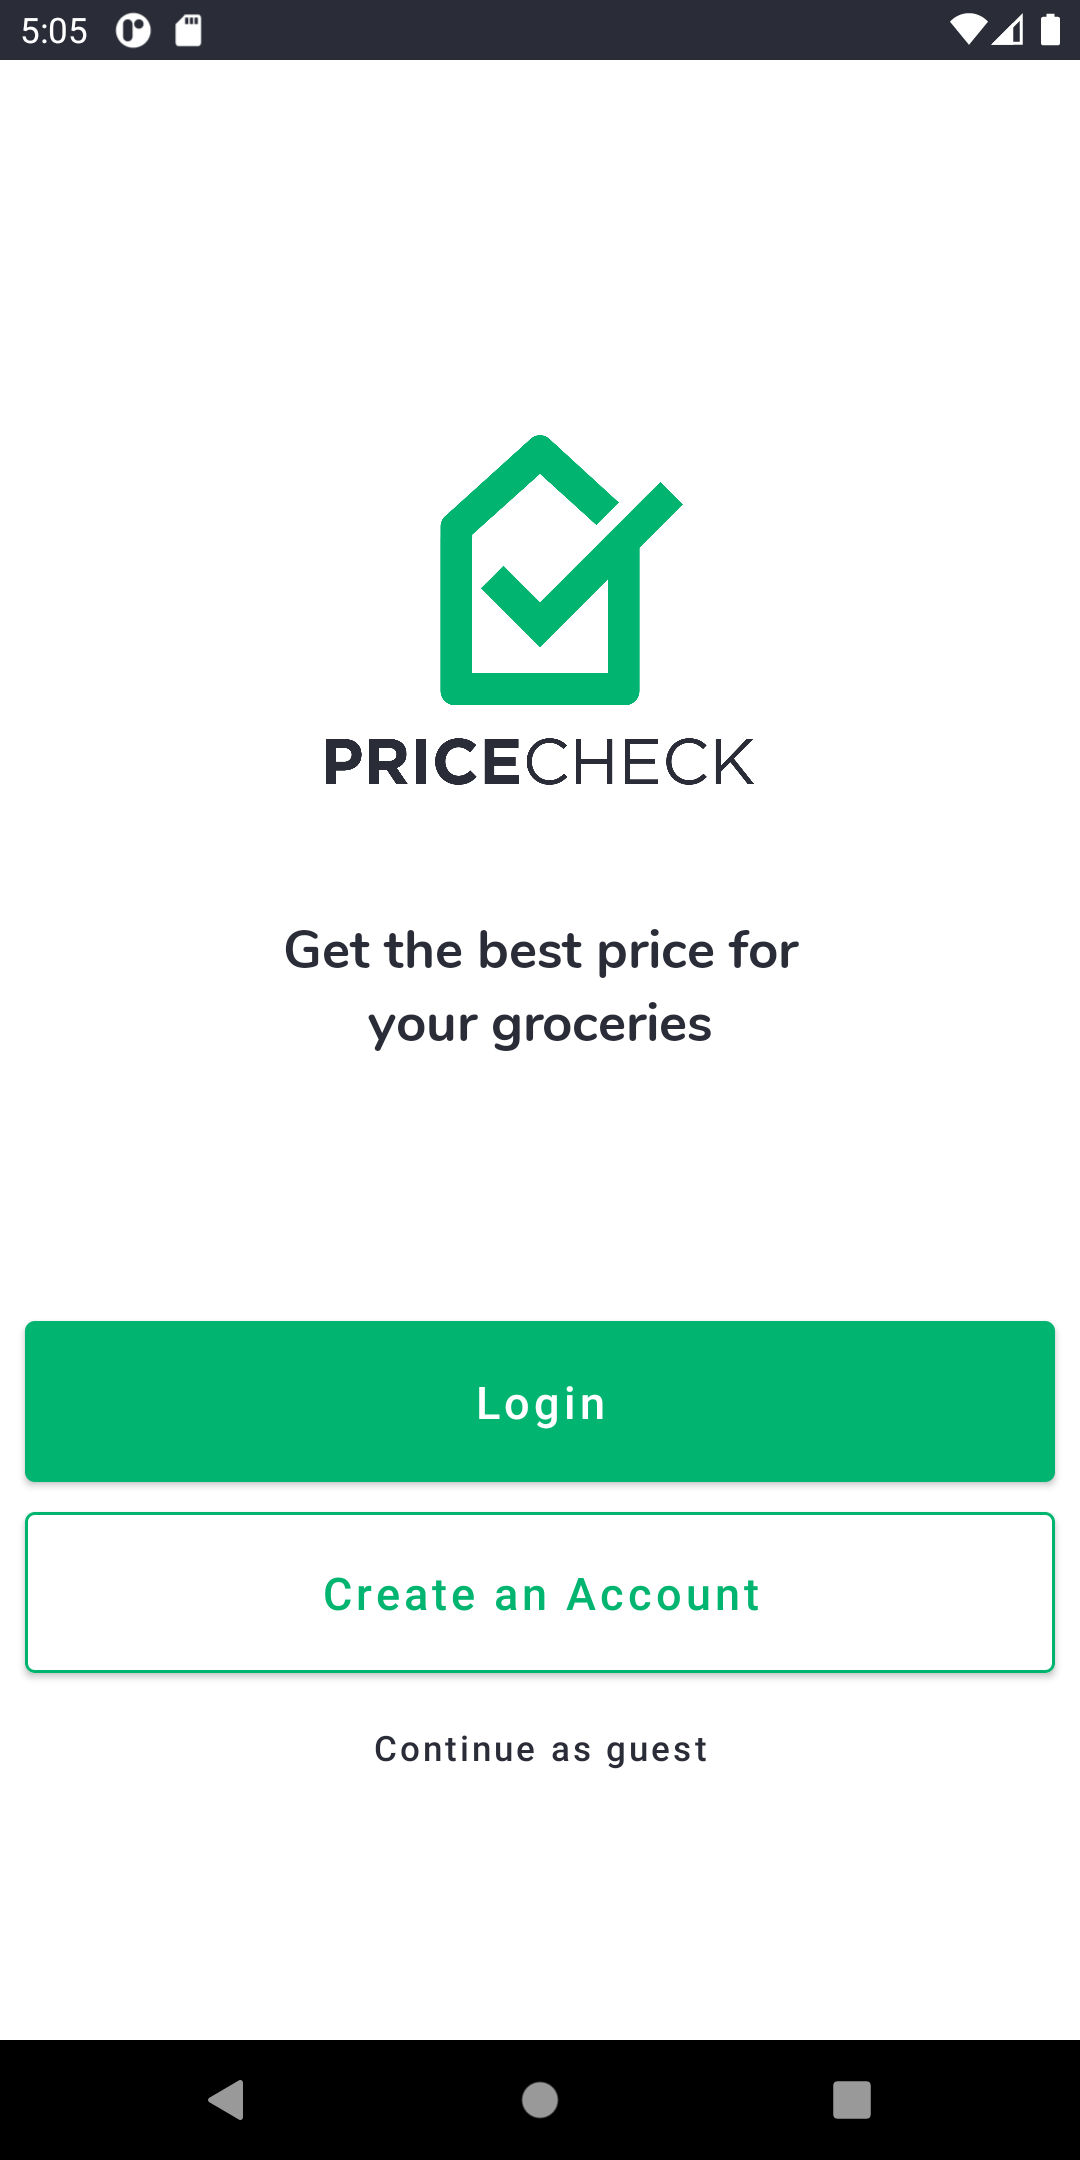 5:05
PRICECHECK
Get the best price for
your groceries
Login
Create an Account
Continue as guest